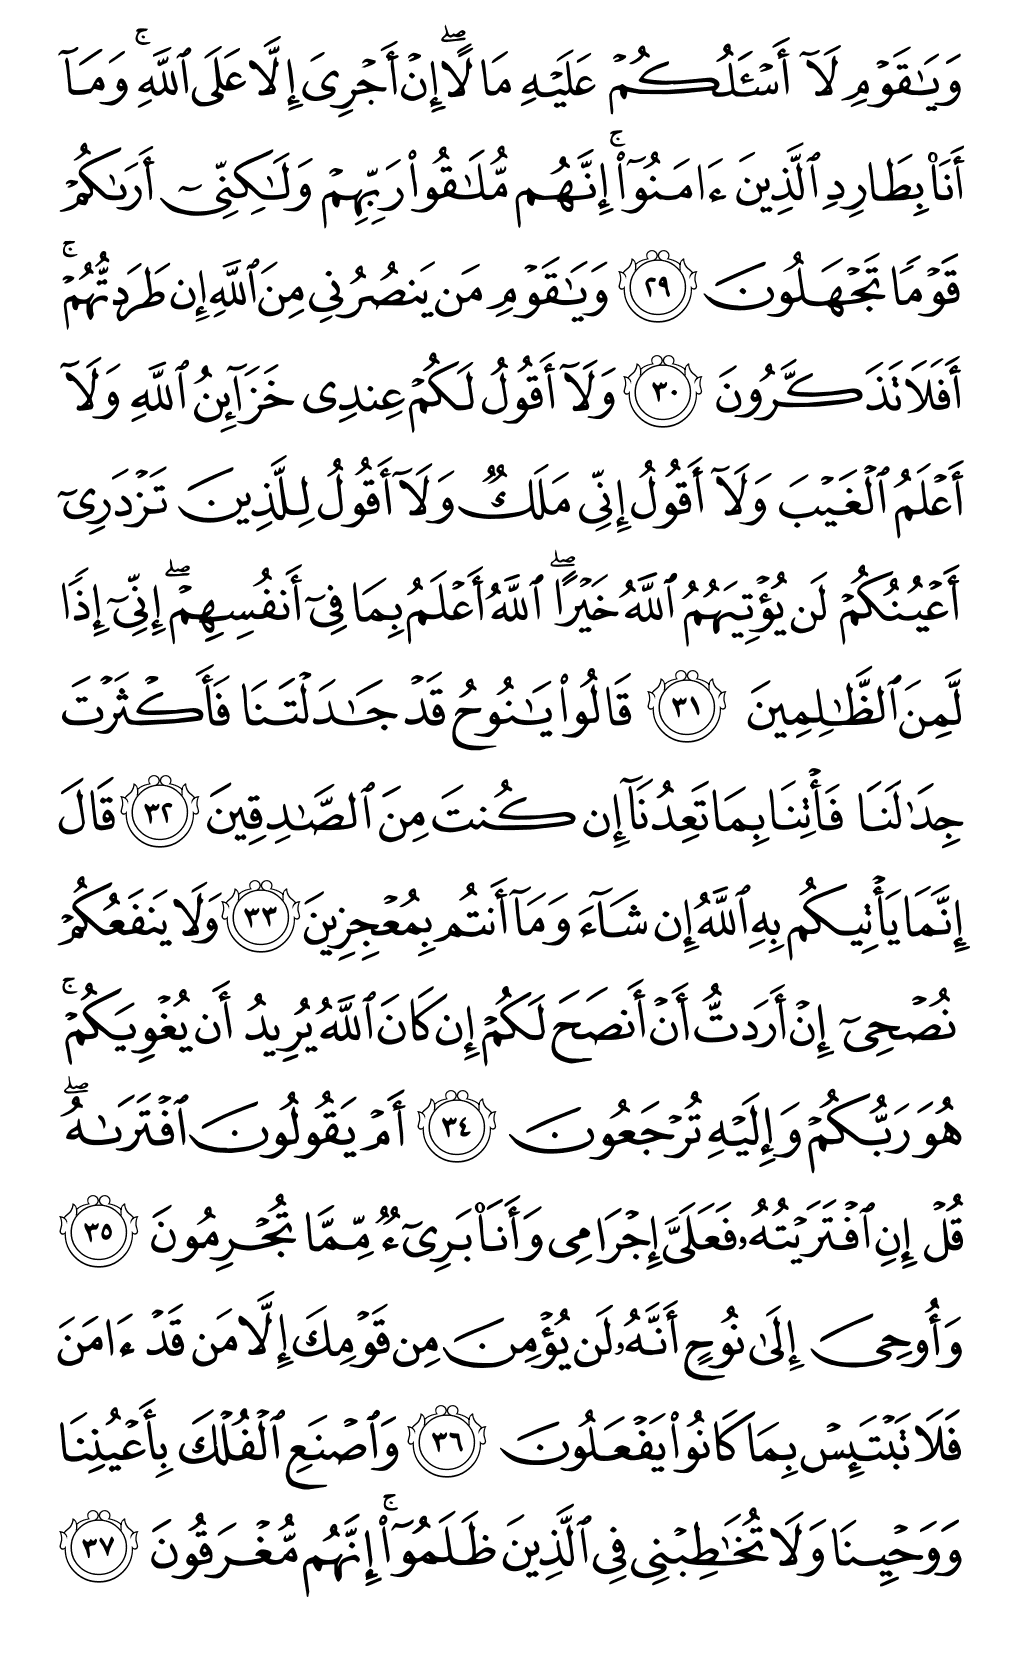 وَيَٰقَوۡمِ لَآ أَسۡـَٔلُكُمۡ عَلَيۡهِ مَالًاۖ إِنۡ أَجۡرِيَ إِلَّا عَلَى ٱللَّهِۚ وَمَآ
أَنَا۠ بِطَارِدِ ٱلَّذِينَ ءَامَنُوٓاْۚ إِنَّهُم مُّلَٰقُواْ رَبِّهِمۡ وَلَٰكِنِّيٓ أَرَىٰكُمۡ
قَوۡمًا تَجۡهَلُونَ ٢٩ وَيَٰقَوۡمِ مَن يَنصُرُنِي مِنَ ٱللَّهِ إِن طَرَدتُّهُمۡۚ
أَفَلَا تَذَكَّرُونَ ٣٠ وَلَآ أَقُولُ لَكُمۡ عِندِي خَزَآئِنُ ٱللَّهِ وَلَآ
أَعۡلَمُ ٱلۡغَيۡبَ وَلَآ أَقُولُ إِنِّي مَلَكٞ وَلَآ أَقُولُ لِلَّذِينَ تَزۡدَرِيٓ
أَعۡيُنُكُمۡ لَن يُؤۡتِيَهُمُ ٱللَّهُ خَيۡرًاۖ ٱللَّهُ أَعۡلَمُ بِمَا فِيٓ أَنفُسِهِمۡۖ إِنِّيٓ إِذٗا
لَّمِنَ ٱلظَّٰلِمِينَ ٣١ قَالُواْ يَٰنُوحُ قَدۡ جَٰدَلۡتَنَا فَأَكۡثَرۡتَ
جِدَٰلَنَا فَأۡتِنَا بِمَا تَعِدُنَآ إِن كُنتَ مِنَ ٱلصَّٰدِقِينَ ٣٢ قَالَ
إِنَّمَا يَأۡتِيكُم بِهِ ٱللَّهُ إِن شَآءَ وَمَآ أَنتُم بِمُعۡجِزِينَ ٣٣ وَلَا يَنفَعُكُمۡ
نُصۡحِيٓ إِنۡ أَرَدتُّ أَنۡ أَنصَحَ لَكُمۡ إِن كَانَ ٱللَّهُ يُرِيدُ أَن يُغۡوِيَكُمۡۚ
هُوَ رَبُّكُمۡ وَإِلَيۡهِ تُرۡجَعُونَ ٣٤ أَمۡ يَقُولُونَ ٱفۡتَرَىٰهُۖ
قُلۡ إِنِ ٱفۡتَرَيۡتُهُۥ فَعَلَيَّ إِجۡرَامِي وَأَنَا۠ بَرِيٓءٞ مِّمَّا تُجۡرِمُونَ ٣٥
وَأُوحِيَ إِلَىٰ نُوحٍ أَنَّهُۥ لَن يُؤۡمِنَ مِن قَوۡمِكَ إِلَّا مَن قَدۡ ءَامَنَ
فَلَا تَبۡتَئِسۡ بِمَا كَانُواْ يَفۡعَلُونَ ٣٦ وَٱصۡنَعِ ٱلۡفُلۡكَ بِأَعۡيُنِنَا
وَوَحۡيِنَا وَلَا تُخَٰطِبۡنِي فِي ٱلَّذِينَ ظَلَمُوٓاْۚ إِنَّهُم مُّغۡرَقُونَ ٣٧